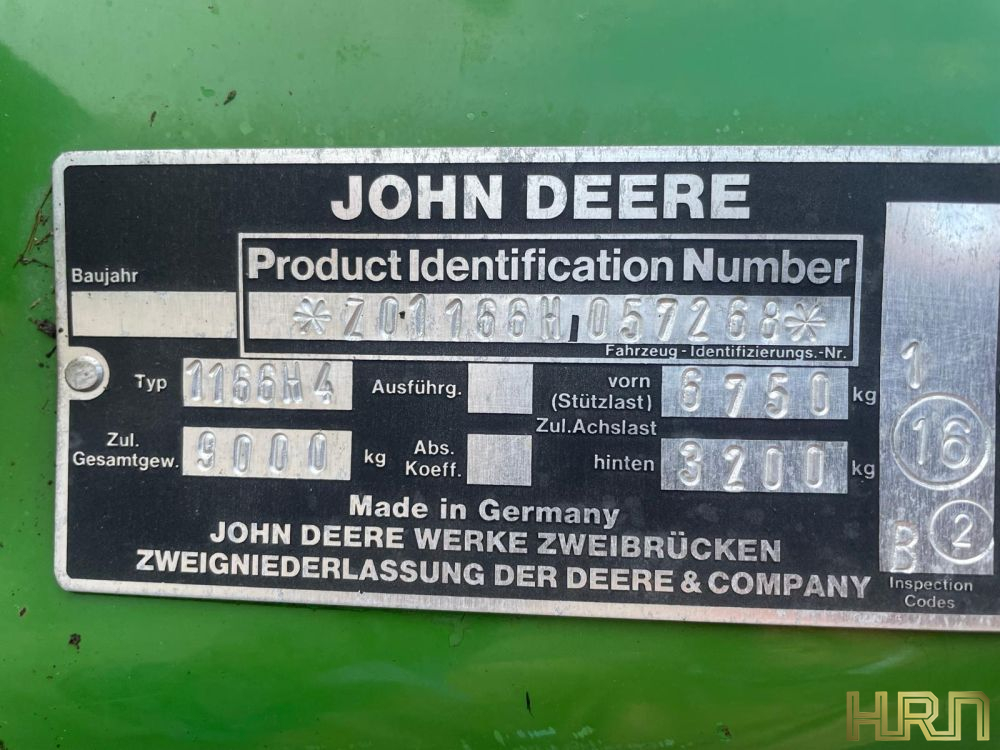 JOHN DEERE
Baujahr
Product Identification Number
*Z01166H,057268*
Fahrzeug - Identifizierungs.-Nr.
Typ 1166H4 Ausführg. vorn (Stützlast) 6750 kg
Zul.Achslast
Zul. Gesamtgew. 9000 kg Abs. Koeff. hinten 3200 kg
Made in Germany
JOHN DEERE WERKE ZWEIBRÜCKEN
ZWEIGNIEDERLASSUNG DER DEERE & COMPANY
1
16
B 2
Inspection
Codes
HRN